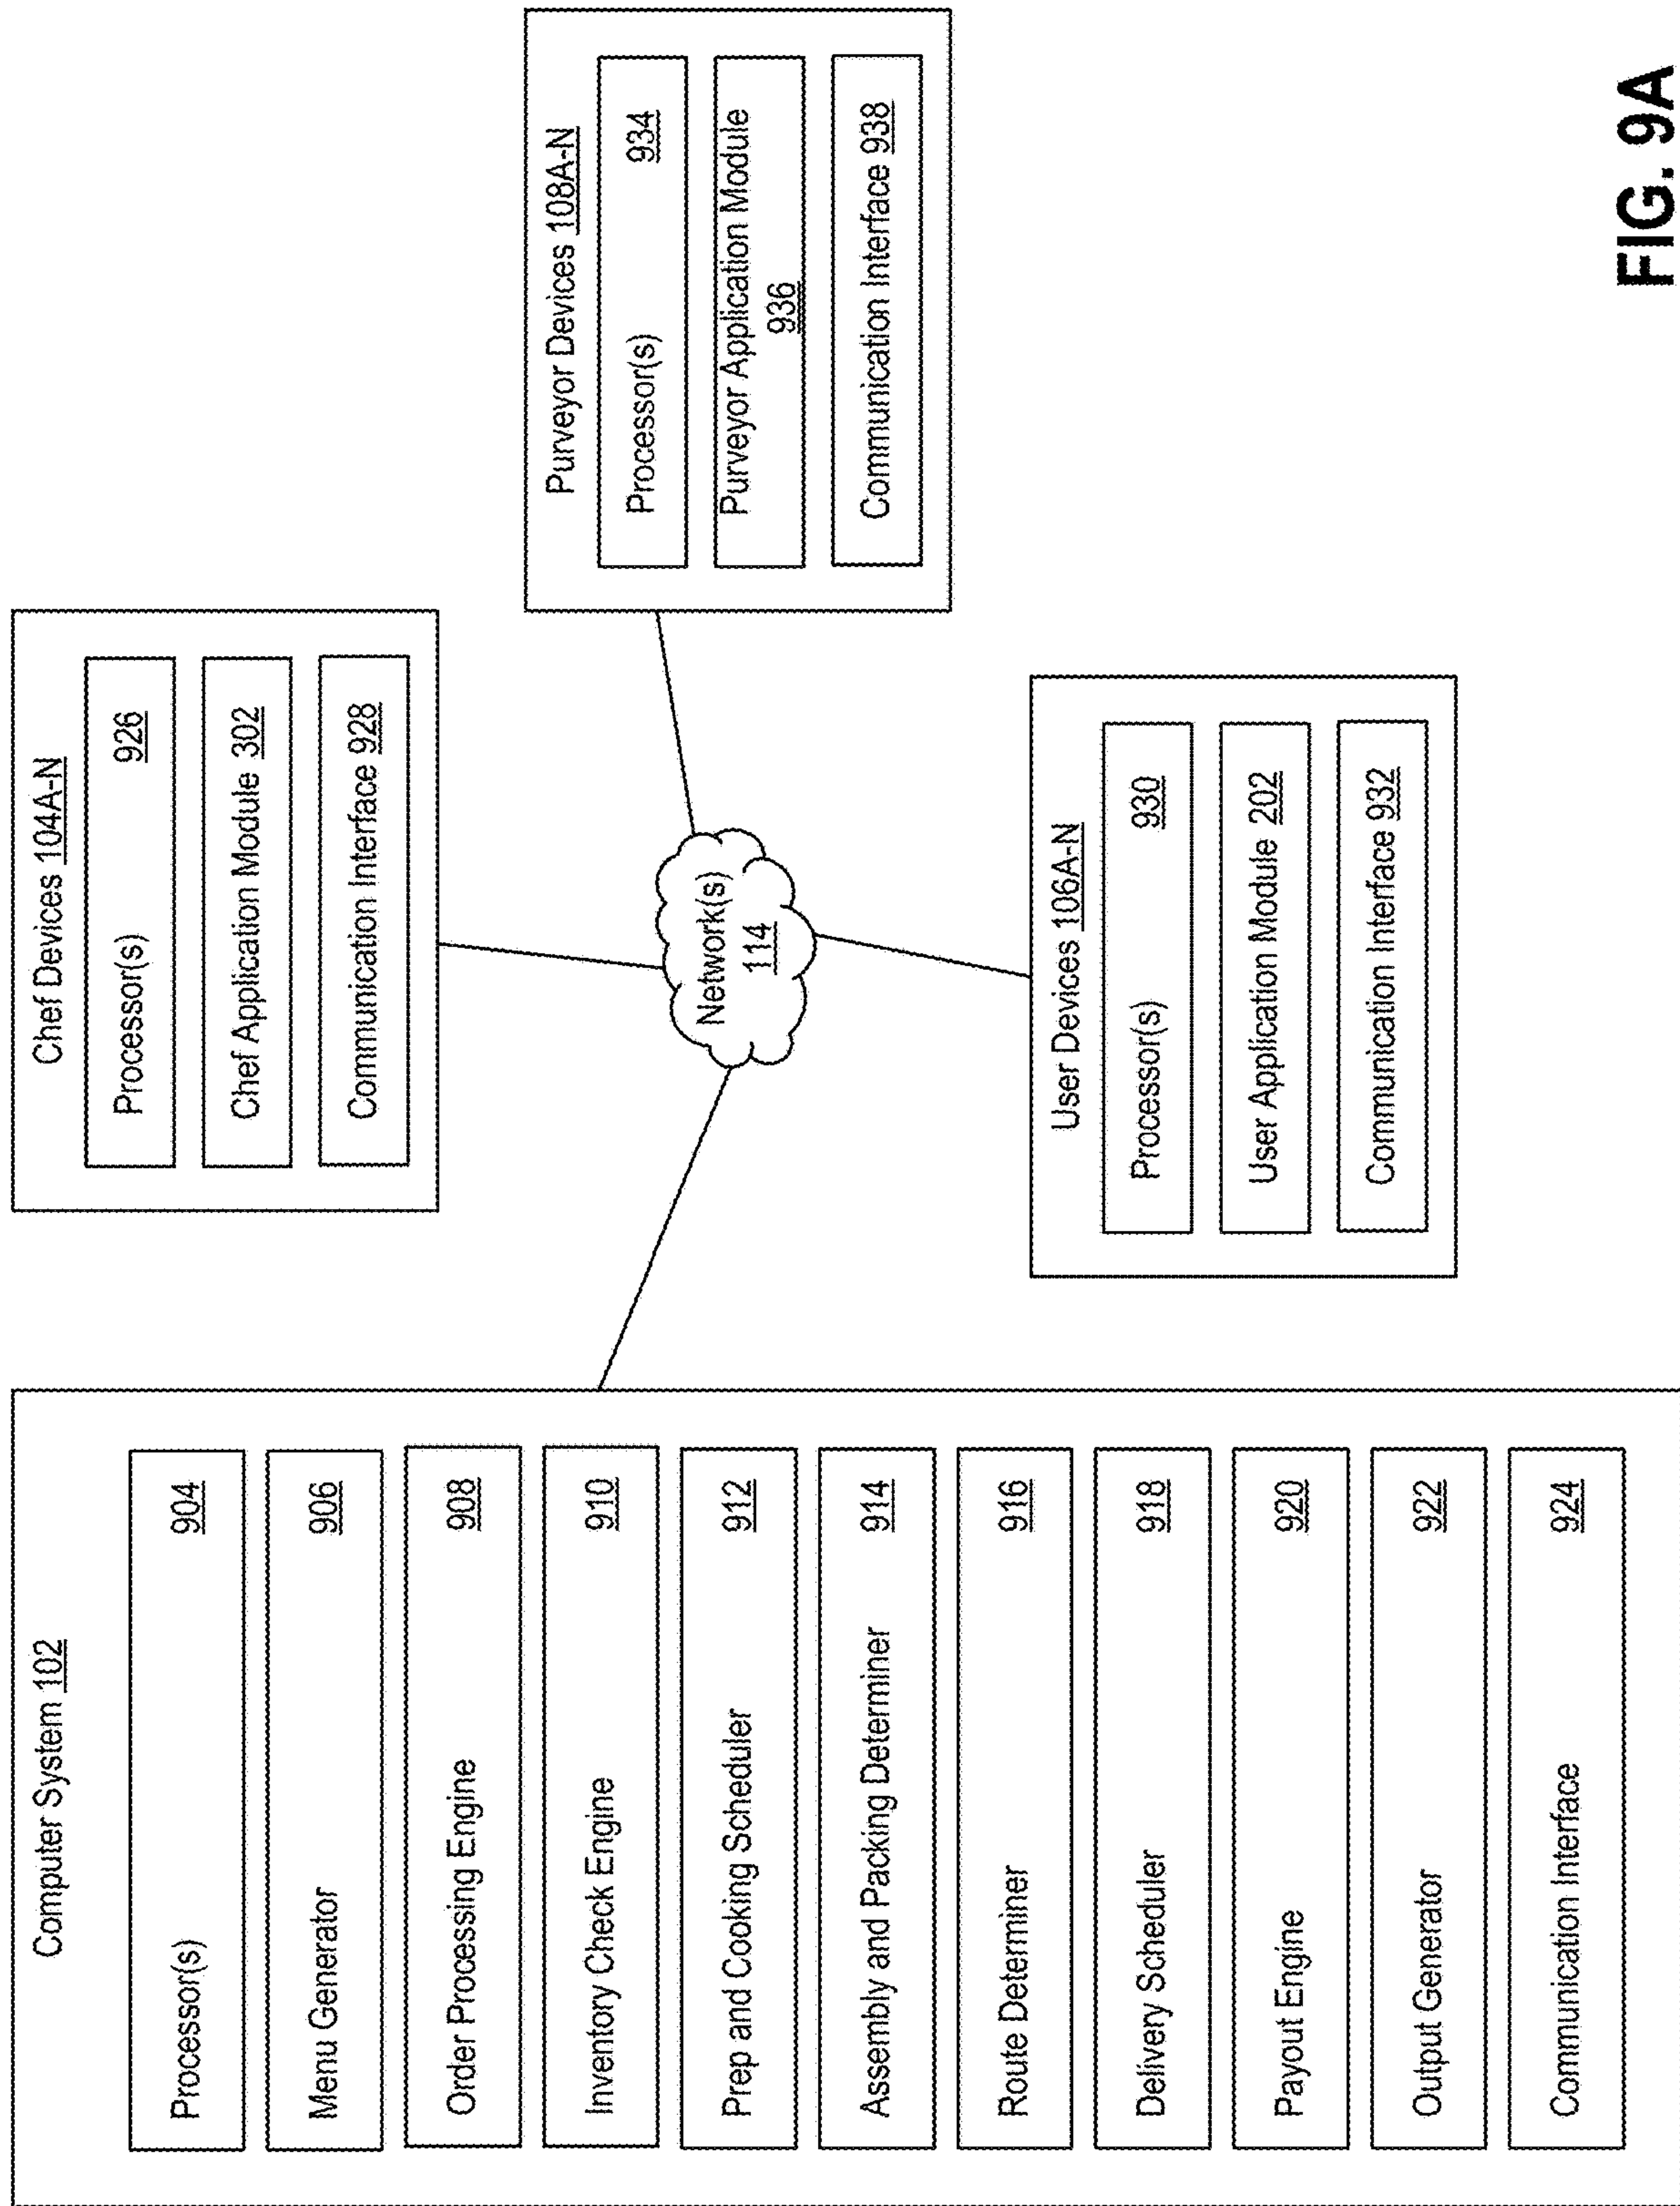 Computer System 102
Processor(s) 904
Menu Generator 906
Order Processing Engine 908
Inventory Check Engine 910
Prep and Cooking Scheduler 912
Assembly and Packing Determiner 914
Route Determiner 916
Delivery Scheduler 918
Payout Engine 920
Output Generator 922
Communication Interface 924
Chef Devices 104A-N
Processor(s) 926
Chef Application Module 302
Communication Interface 928
Network(s)
114
User Devices 106A-N
Processor(s) 930
User Application Module 202
Communication Interface 932
Purveyor Devices 108A-N
Processor(s) 934
Purveyor Application Module
936
Communication Interface 938
FIG. 9A